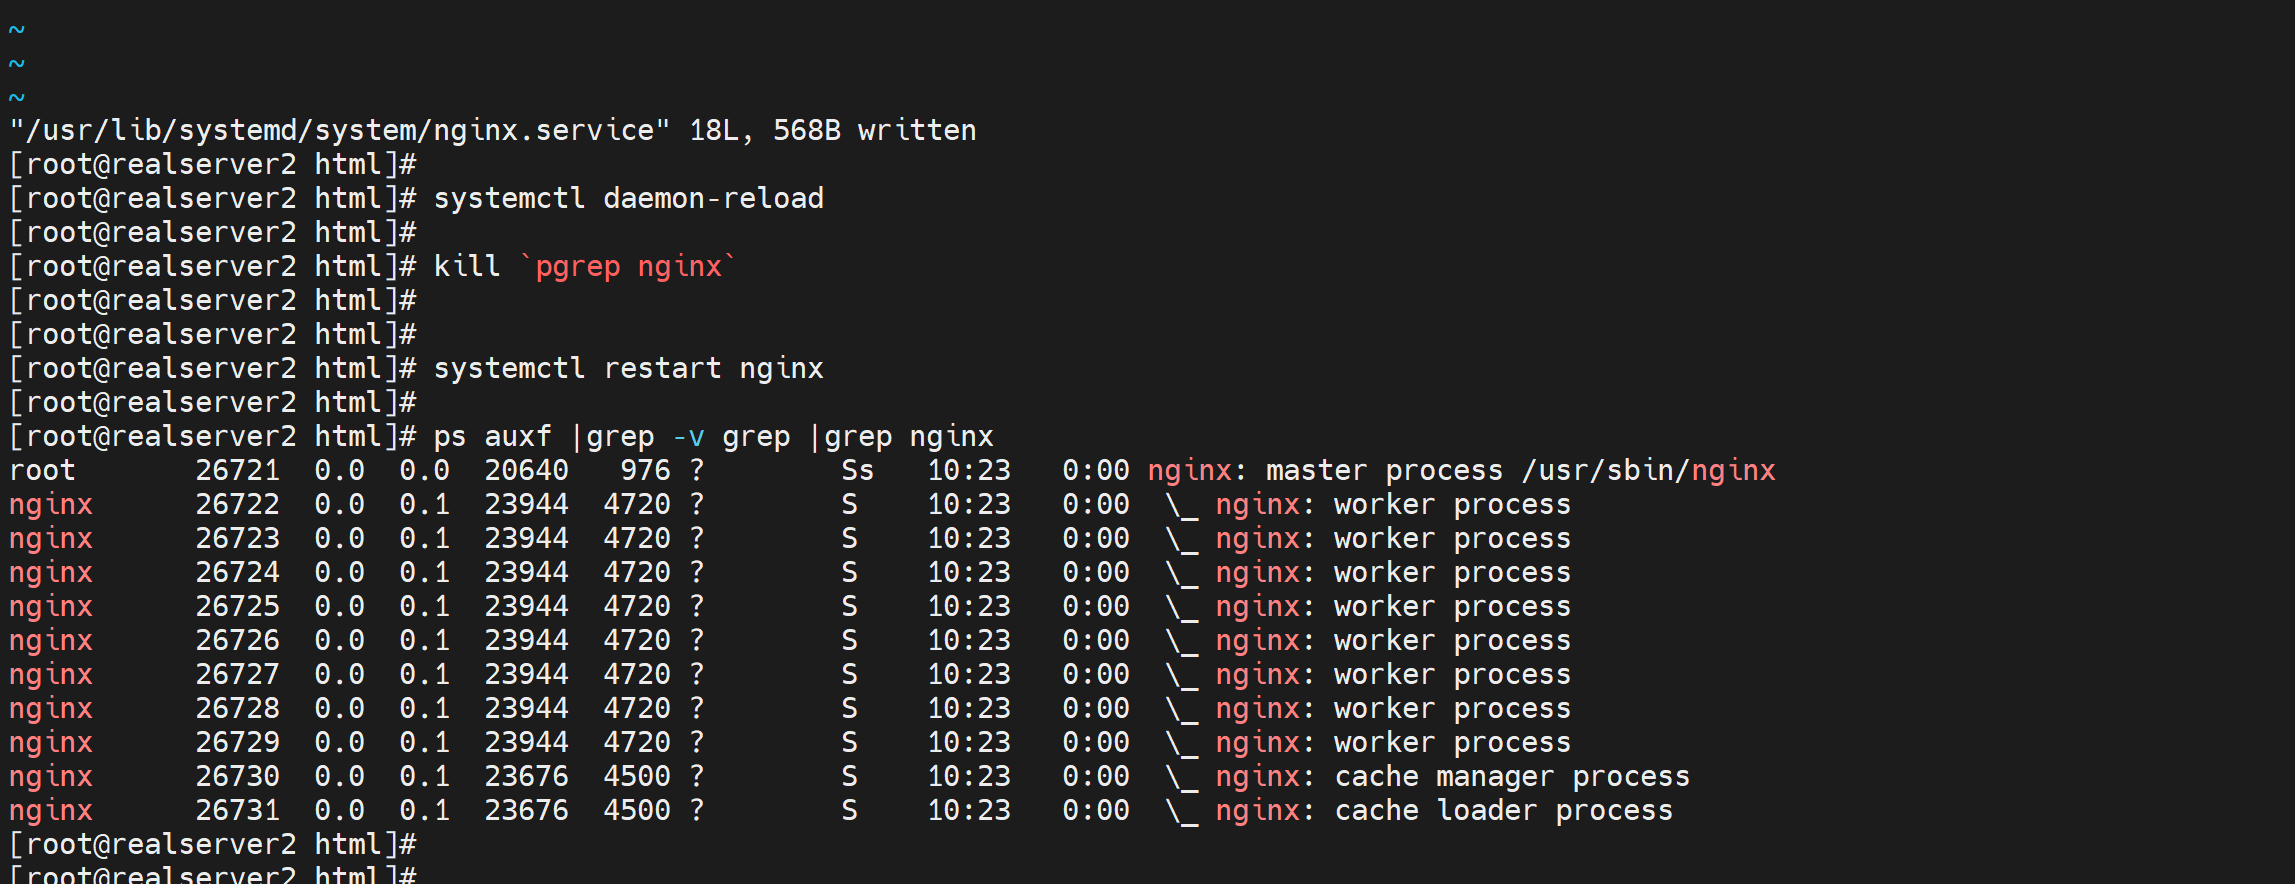 ~
~
~
"/usr/lib/systemd/system/nginx.service" 18L, 568B written
[root@realserver2 html]#
[root@realserver2 html]# systemctl daemon-reload
[root@realserver2 html]#
[root@realserver2 html]# kill `pgrep nginx`
[root@realserver2 html]#
[root@realserver2 html]#
[root@realserver2 html]# systemctl restart nginx
[root@realserver2 html]#
[root@realserver2 html]# ps auxf |grep -v grep |grep nginx
root       26721  0.0  0.0  20640   976 ?        Ss   10:23   0:00 nginx: master process /usr/sbin/nginx
nginx      26722  0.0  0.1  23944  4720 ?        S    10:23   0:00  \_ nginx: worker process
nginx      26723  0.0  0.1  23944  4720 ?        S    10:23   0:00  \_ nginx: worker process
nginx      26724  0.0  0.1  23944  4720 ?        S    10:23   0:00  \_ nginx: worker process
nginx      26725  0.0  0.1  23944  4720 ?        S    10:23   0:00  \_ nginx: worker process
nginx      26726  0.0  0.1  23944  4720 ?        S    10:23   0:00  \_ nginx: worker process
nginx      26727  0.0  0.1  23944  4720 ?        S    10:23   0:00  \_ nginx: worker process
nginx      26728  0.0  0.1  23944  4720 ?        S    10:23   0:00  \_ nginx: worker process
nginx      26729  0.0  0.1  23944  4720 ?        S    10:23   0:00  \_ nginx: worker process
nginx      26730  0.0  0.1  23676  4500 ?        S    10:23   0:00  \_ nginx: cache manager process
nginx      26731  0.0  0.1  23676  4500 ?        S    10:23   0:00  \_ nginx: cache loader process
[root@realserver2 html]#
[root@realserver2 html]#